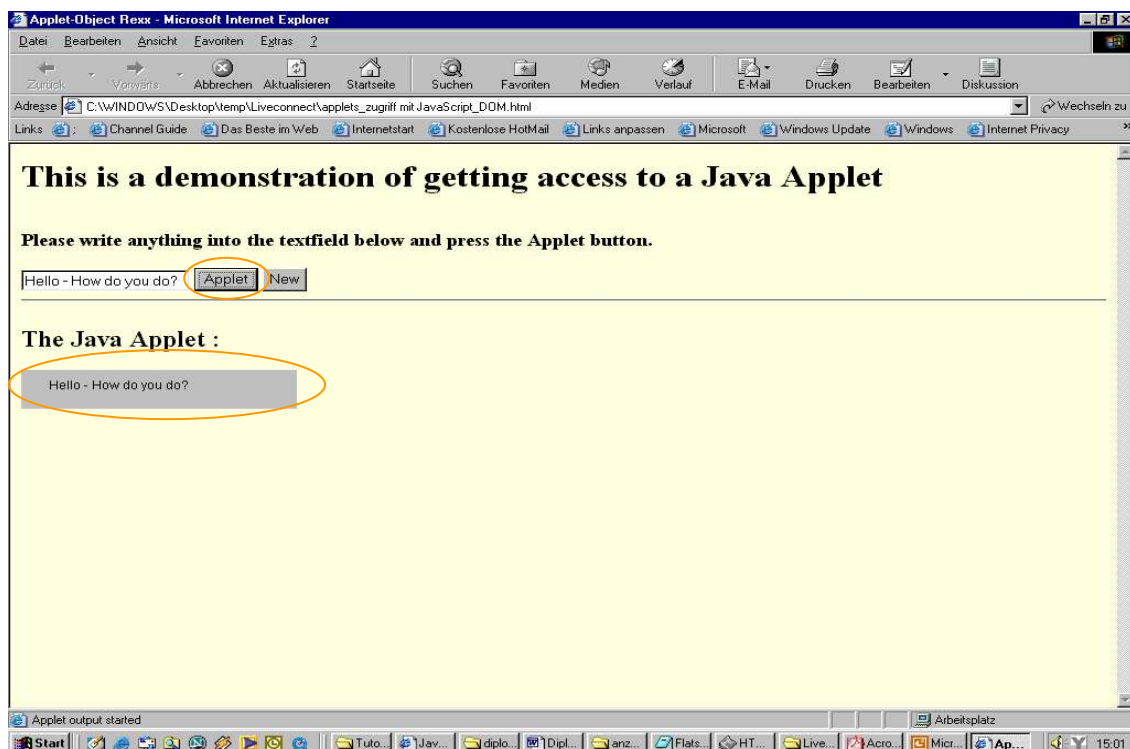 Applet-Object Rexx - Microsoft Internet Explorer
Datei Bearbeiten Ansicht Favoriten Extras ?
Zurück Vorwärts Abbrechen Aktualisieren Startseite Suchen Favoriten Medien Verlauf E-Mail Drucken Bearbeiten Diskussion
Adresse C:\WINDOWS\Desktop\temp\Liveconnect\applets_zugriff mit JavaScript_DOM.html Wechseln zu
Links ; Channel Guide Das Beste im Web Internetstart Kostenlose HotMail Links anpassen Microsoft Windows Update Windows Internet Privacy »
This is a demonstration of getting access to a Java Applet
Please write anything into the textfield below and press the Applet button.
Hello - How do you do? Applet New
The Java Applet :
Hello - How do you do?
Applet output started Arbeitsplatz
Start Tuto... Jav... diplo... Dipl... anz... Flats... HT... Live... Acro... Micr... Ap... 15:01